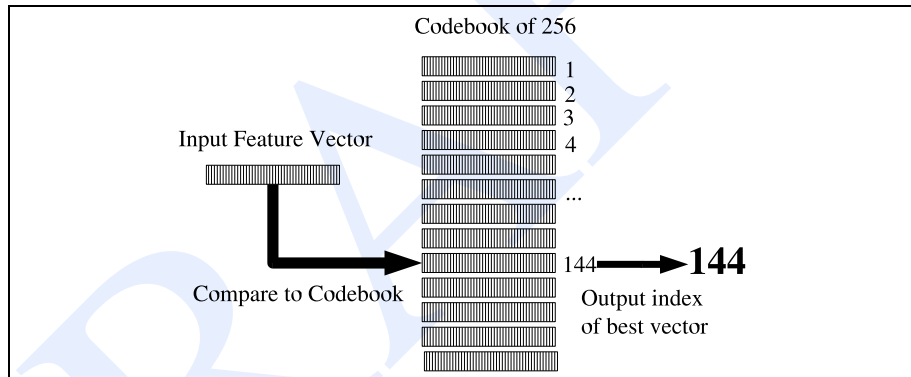 Codebook of 256
1
2
3
4
...
Input Feature Vector
Compare to Codebook
144
144
Output index
of best vector